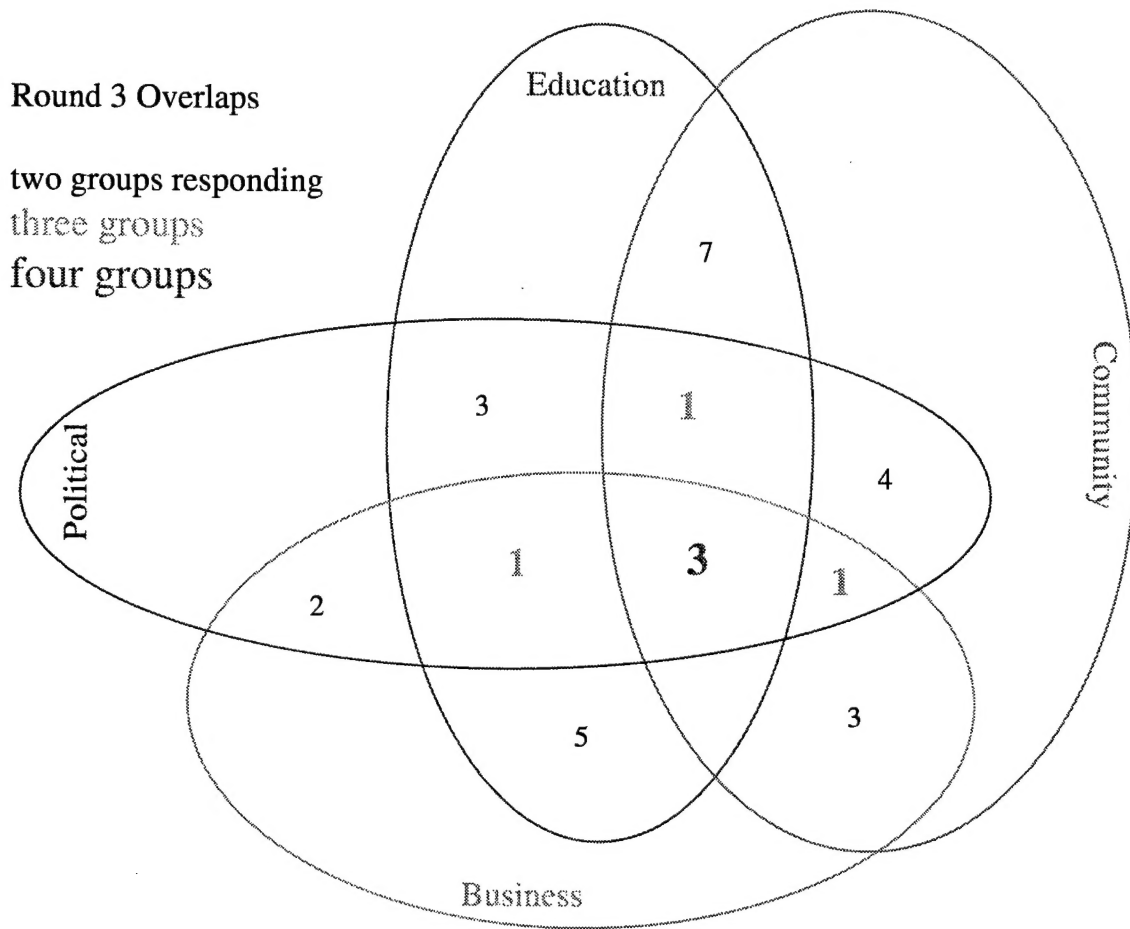 Round 3 Overlaps
two groups responding
three groups
four groups
Education
Community
Political
Business
7
3
1
4
1
3
1
2
5
3